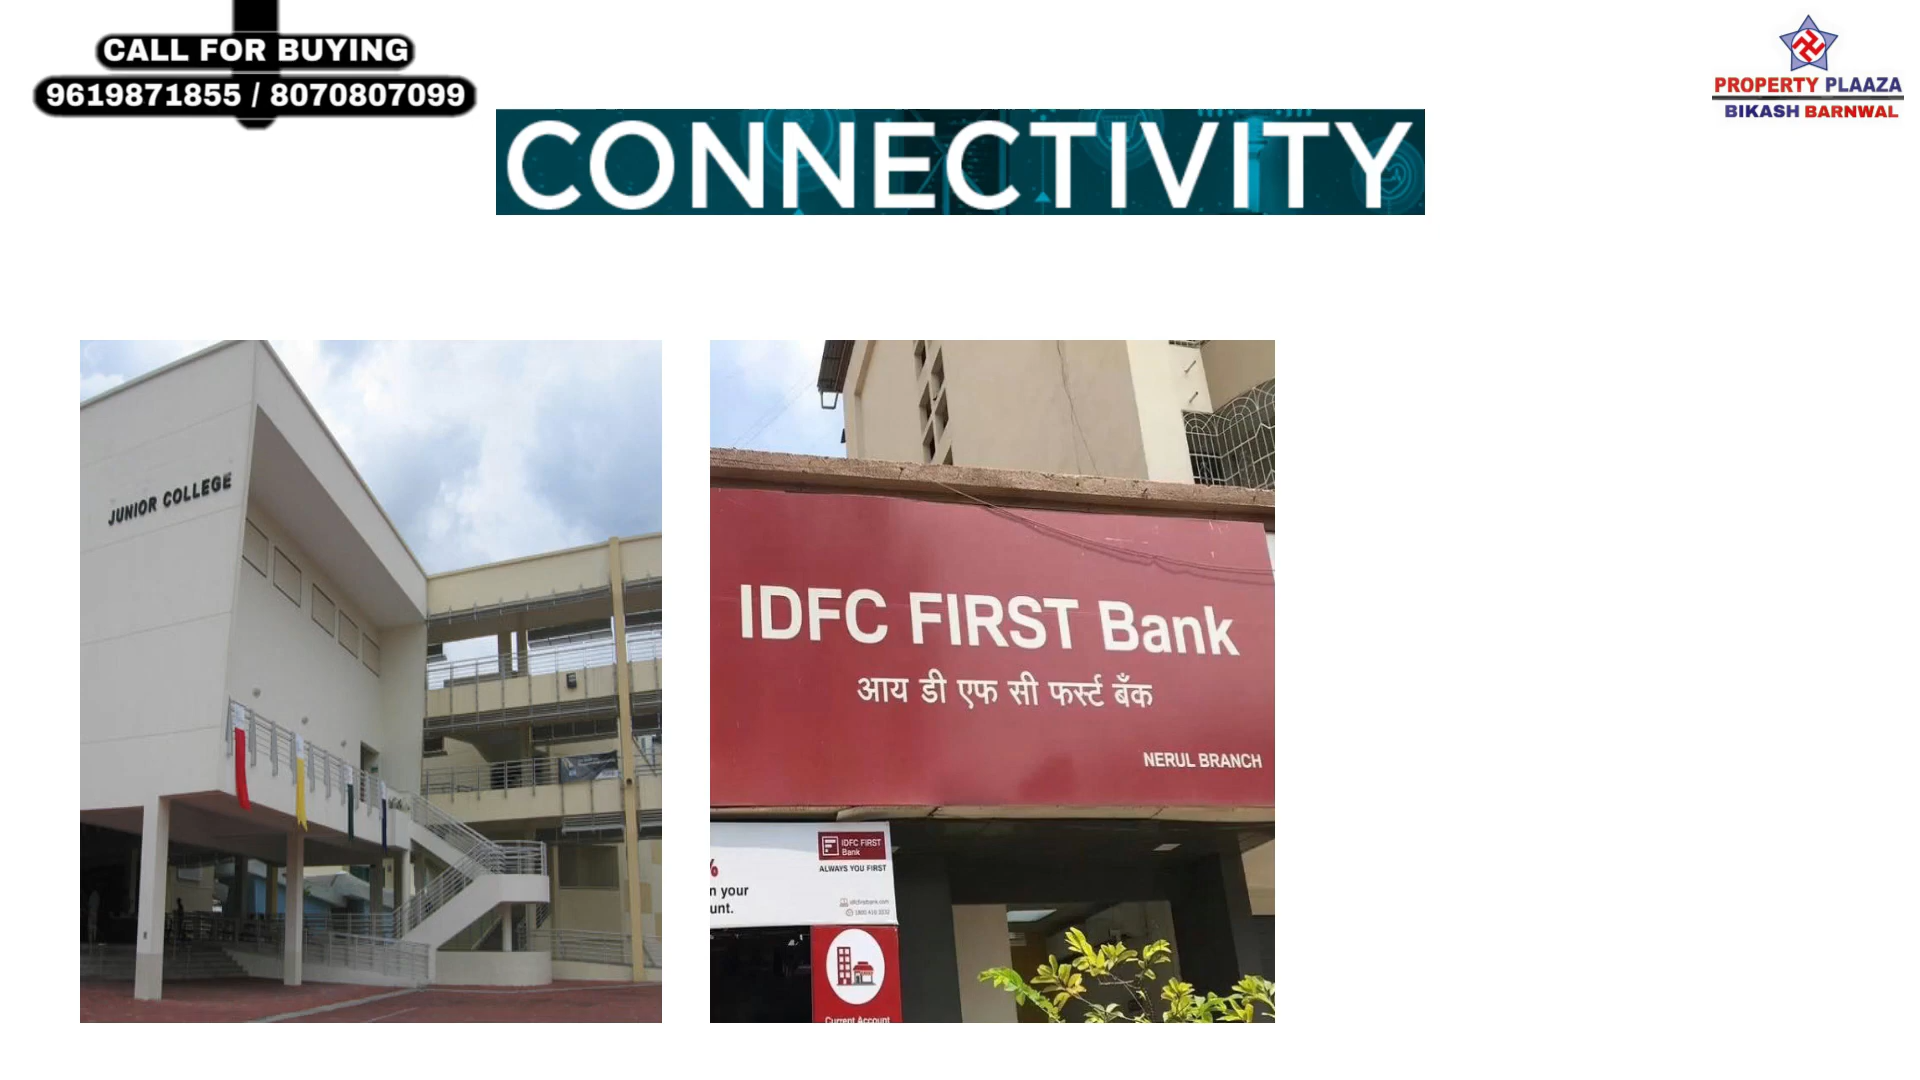 CALL FOR BUYING
9619871855 / 8070807099
PROPERTY PLAAZA
BIKASH BARNWAL
CONNECTIVITY
JUNIOR COLLEGE
IDFC FIRST Bank
आय डी एफ सी फर्स्ट बँक
NERUL BRANCH
IDFC FIRST
Bank
ALWAYS YOU FIRST
%
n your
unt.
Current Account